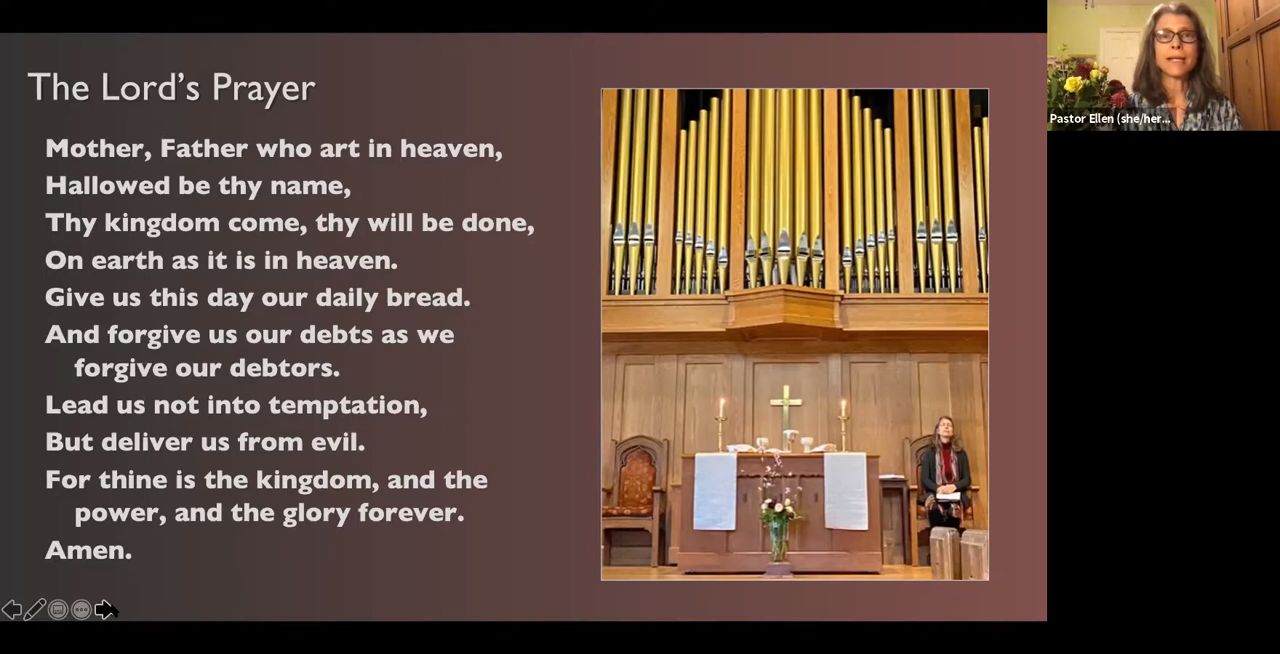 The Lord's Prayer
Mother, Father who art in heaven,
Hallowed be thy name,
Thy kingdom come, thy will be done,
On earth as it is in heaven.
Give us this day our daily bread.
And forgive us our debts as we
forgive our debtors.
Lead us not into temptation,
But deliver us from evil.
For thine is the kingdom, and the
power, and the glory forever.
Amen.
Pastor Ellen (she/her...